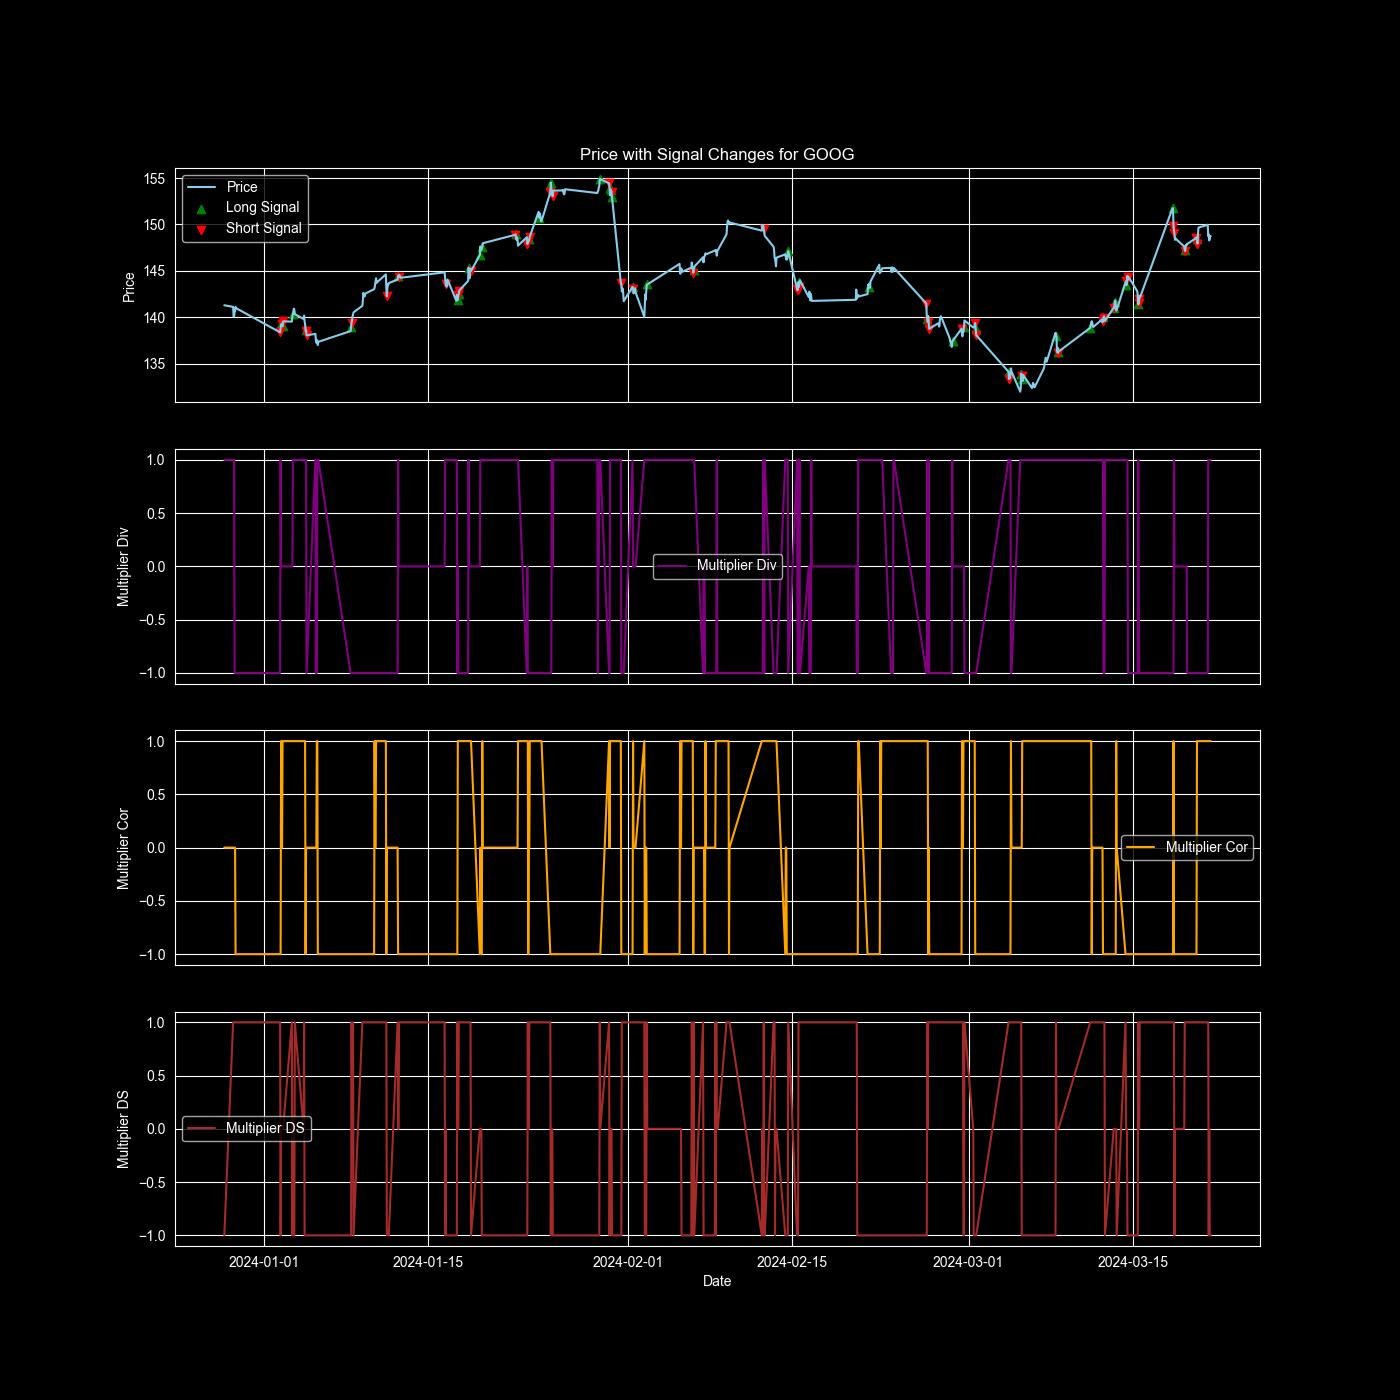 Price with Signal Changes for GOOG
Price
Long Signal
Short Signal
155
150
145
140
135
Price
1.0
0.5
0.0
−0.5
−1.0
Multiplier Div
Multiplier Div
1.0
0.5
0.0
−0.5
−1.0
Multiplier Cor
Multiplier Cor
1.0
0.5
0.0
−0.5
−1.0
Multiplier DS
Multiplier DS
2024-01-01 2024-01-15 2024-02-01 2024-02-15 2024-03-01 2024-03-15
Date